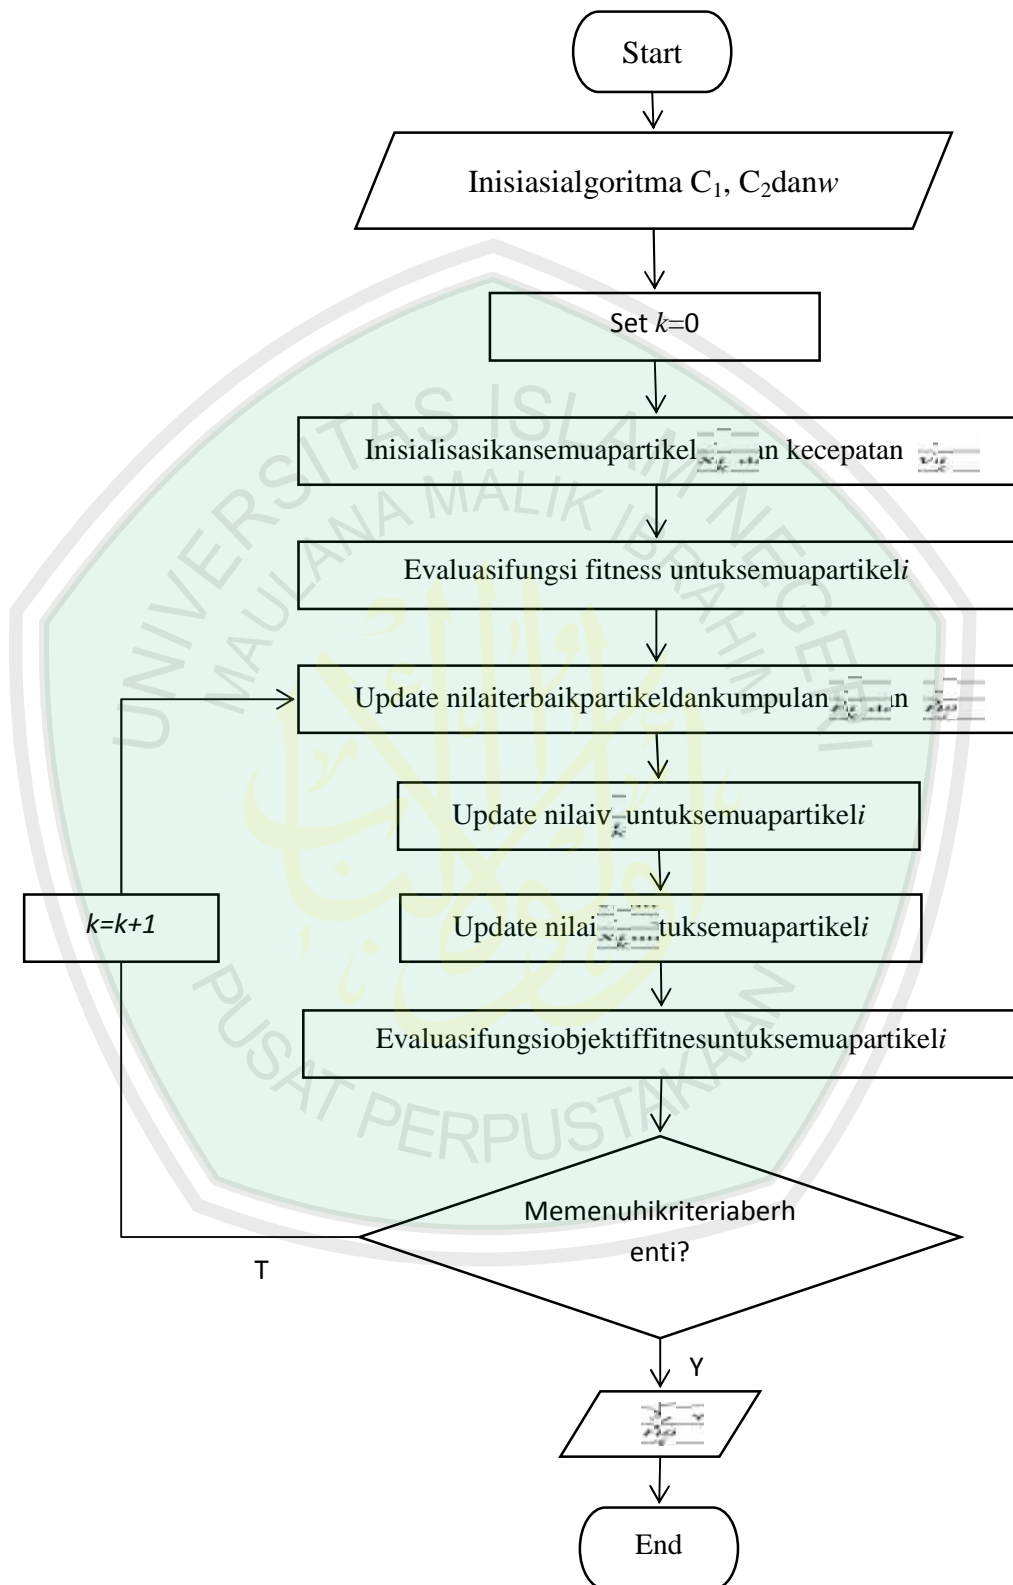 Start
Inisiasialgoritma C₁, C₂danw
Set k=0
Inisialisasikansemuapartikel an kecepatan
Evaluasifungsi fitness untuksemuapartikeli
Update nilaiterbaikpartikeldankumpulan n
Update nilaiv untuksemuapartikeli
k=k+1
Update nilai tuksemuapartikeli
Evaluasifungsiobjektiffitnesuntuksemuapartikeli
Memenuhikriteriaberh
enti?
T
Y
End
UNIVERSITAS ISLAM NEGERI
MAULANA MALIK IBRAHIM
PUSAT PERPUSTAKAAN